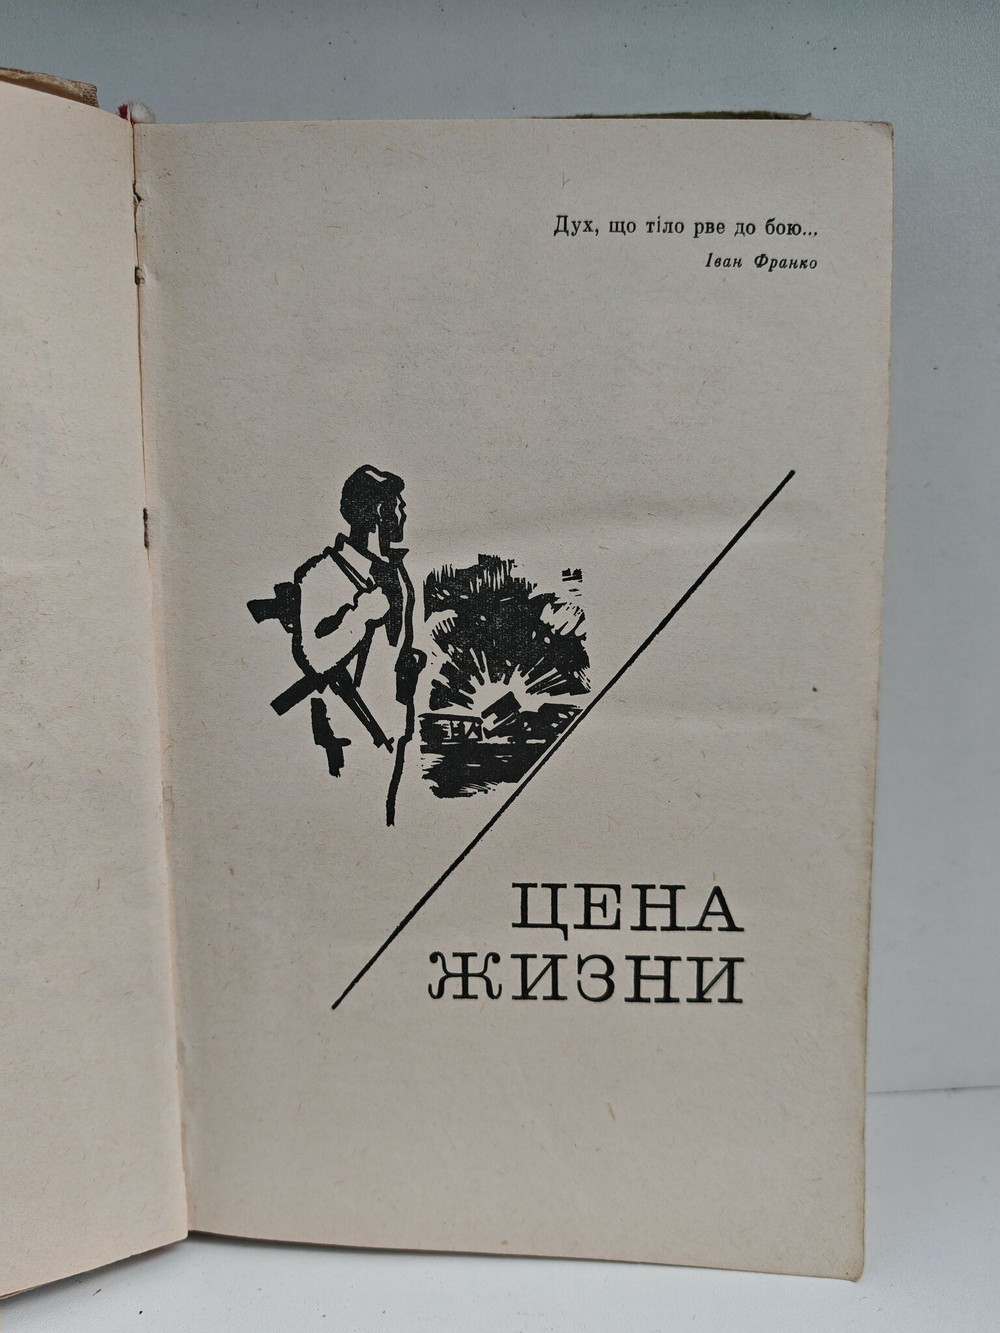 Дух, що тіло рве до бою...
Іван Франко
ЦЕНА
ЖИЗНИ